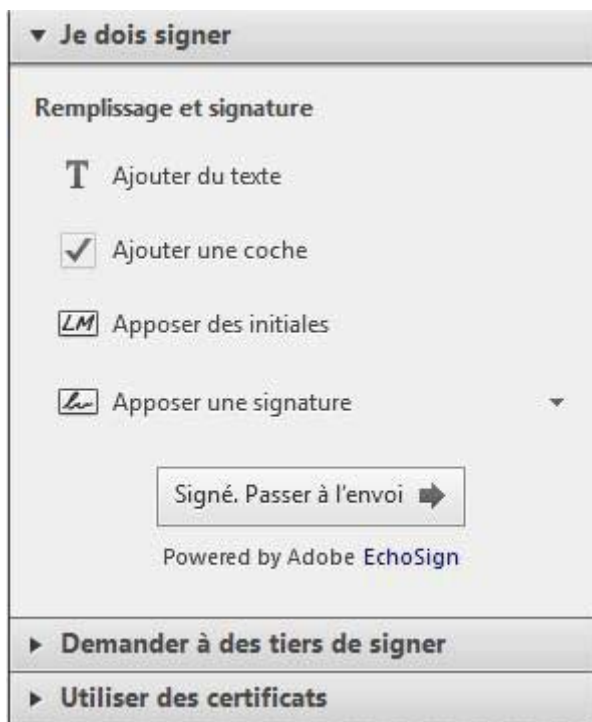 Je dois signer
Remplissage et signature
T Ajouter du texte
Ajouter une coche
LM Apposer des initiales
Apposer une signature
Signé. Passer à l'envoi
Powered by Adobe EchoSign
Demander à des tiers de signer
Utiliser des certificats